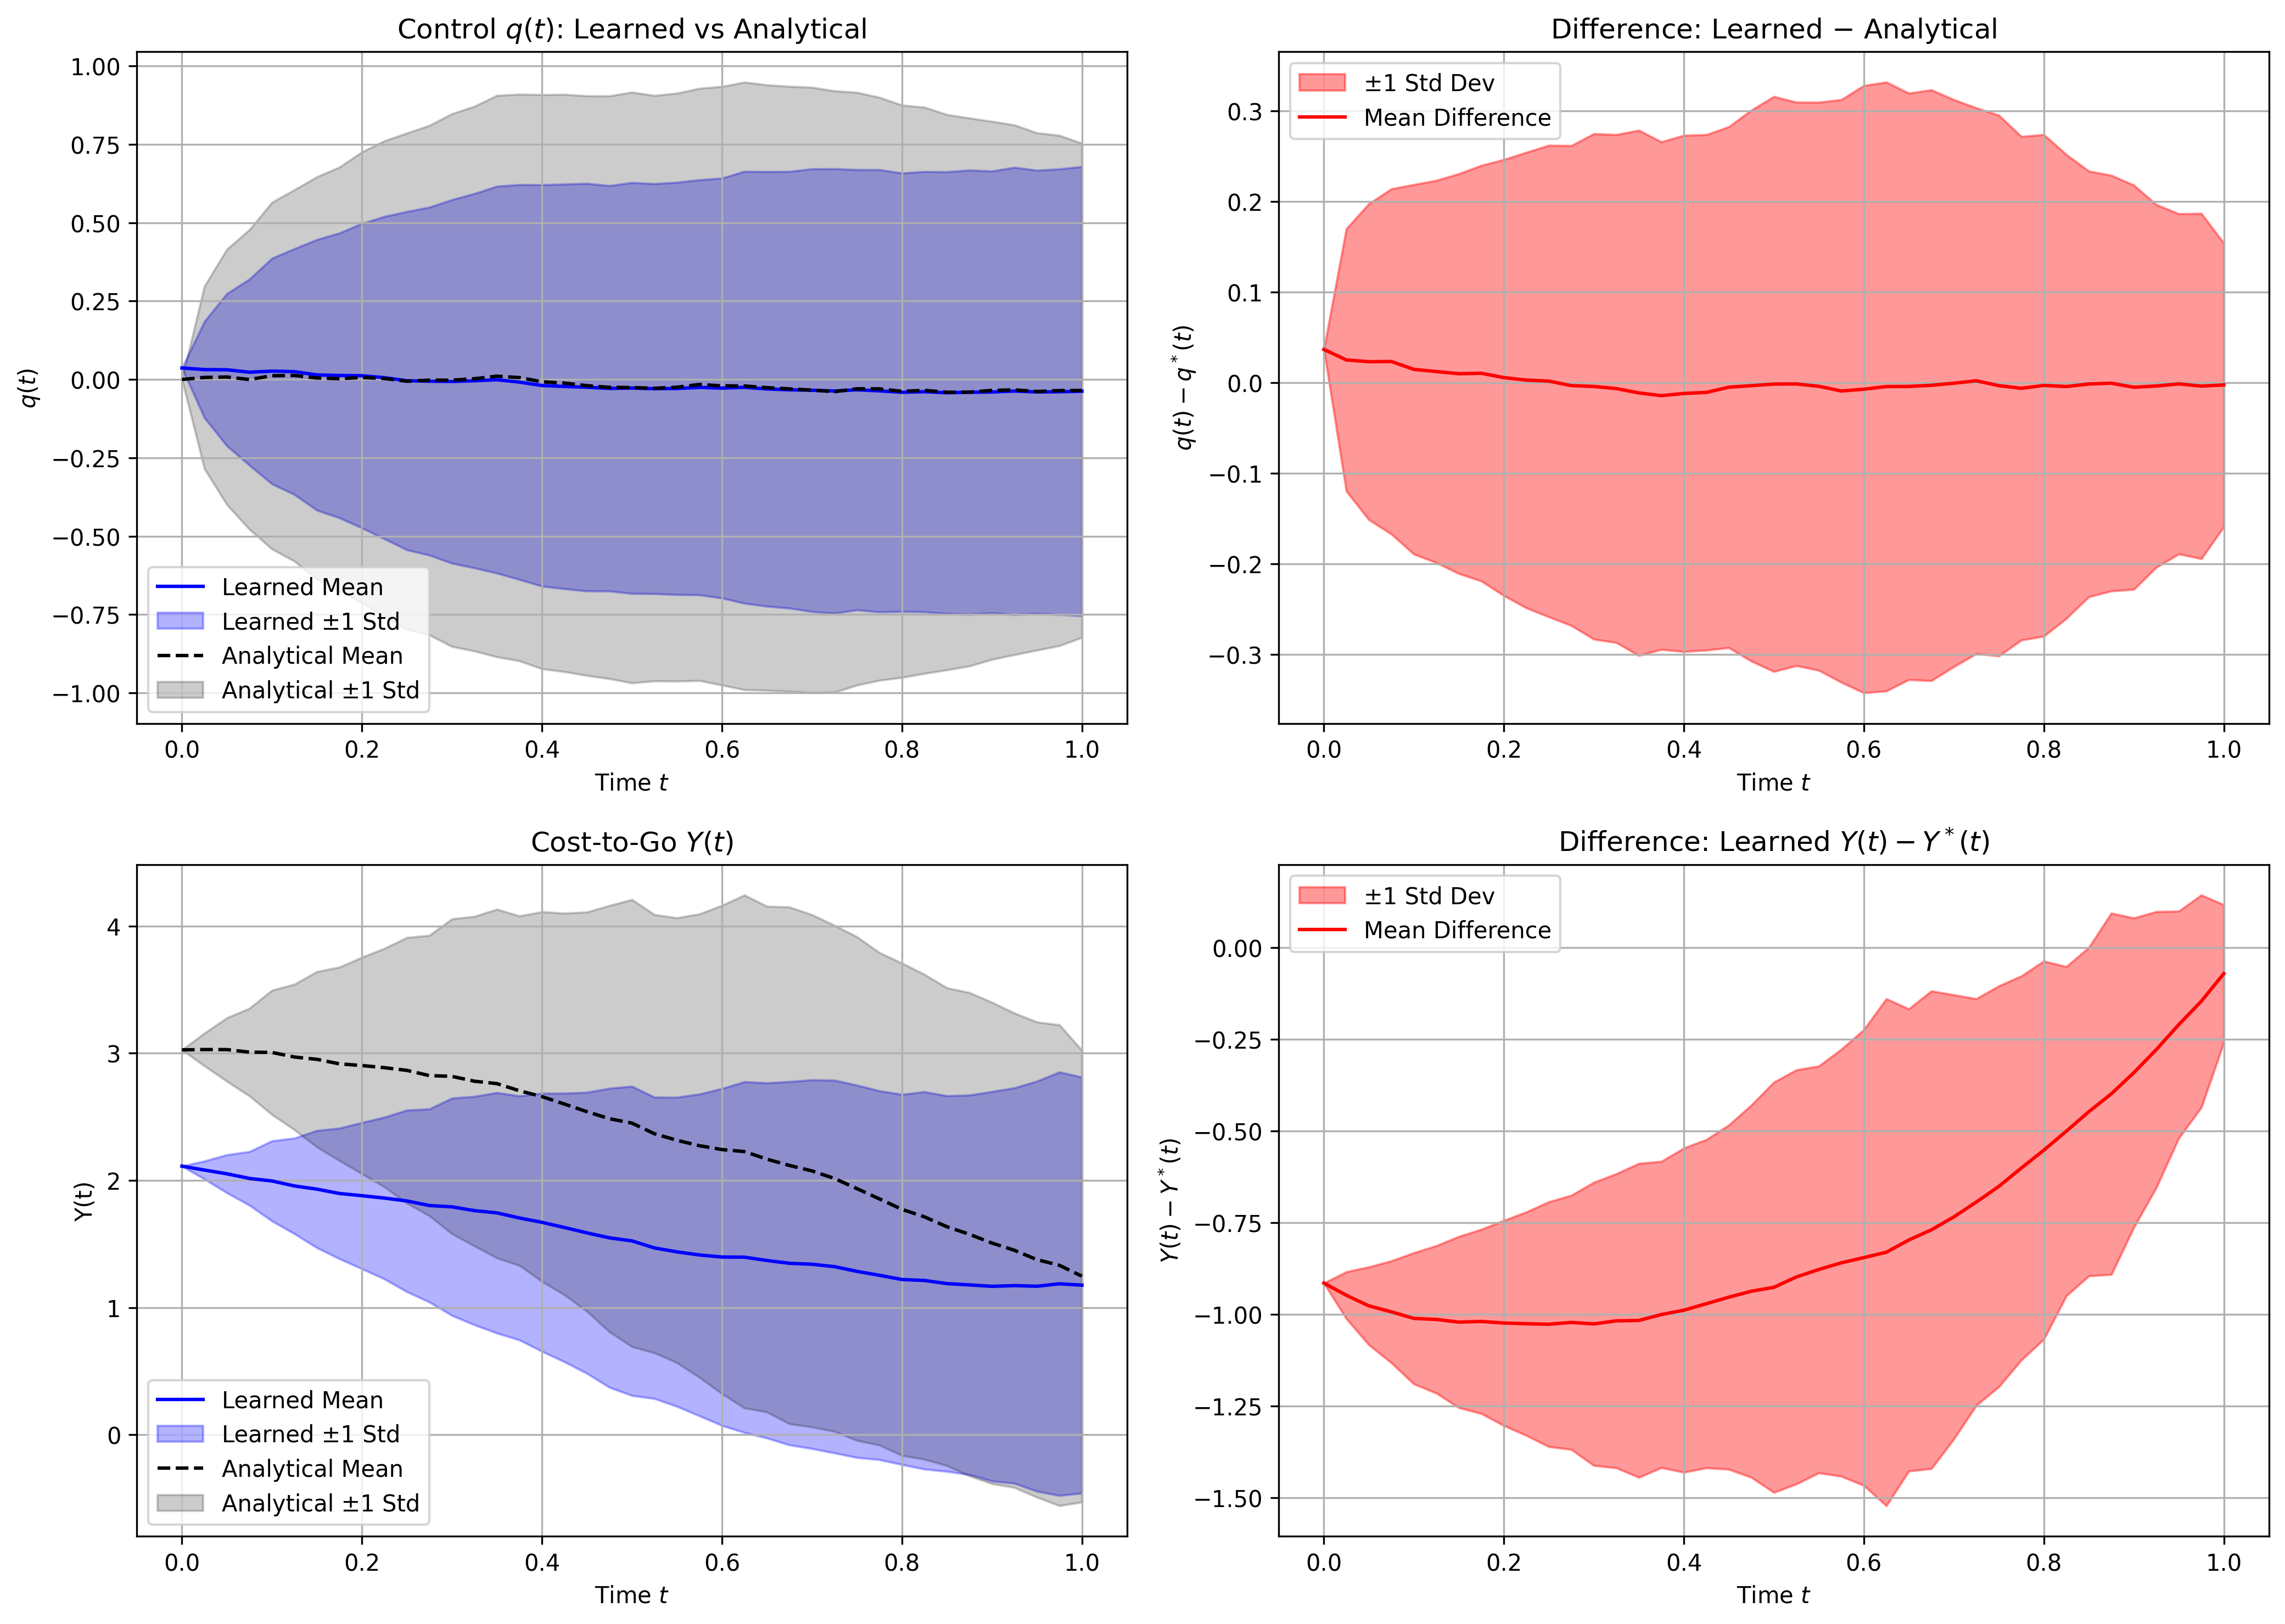 Control q(t): Learned vs Analytical
1.00
0.75
0.50
0.25
0.00
−0.25
−0.50
−0.75
−1.00
q(t)
Learned Mean
Learned ±1 Std
Analytical Mean
Analytical ±1 Std
0.0 0.2 0.4 0.6 0.8 1.0
Time t
Difference: Learned − Analytical
0.3
0.2
0.1
0.0
−0.1
−0.2
−0.3
q(t) − q*(t)
±1 Std Dev
Mean Difference
0.0 0.2 0.4 0.6 0.8 1.0
Time t
Cost-to-Go Y(t)
4
3
2
1
0
Y(t)
Learned Mean
Learned ±1 Std
Analytical Mean
Analytical ±1 Std
0.0 0.2 0.4 0.6 0.8 1.0
Time t
Difference: Learned Y(t) − Y*(t)
0.00
−0.25
−0.50
−0.75
−1.00
−1.25
−1.50
Y(t) − Y*(t)
±1 Std Dev
Mean Difference
0.0 0.2 0.4 0.6 0.8 1.0
Time t